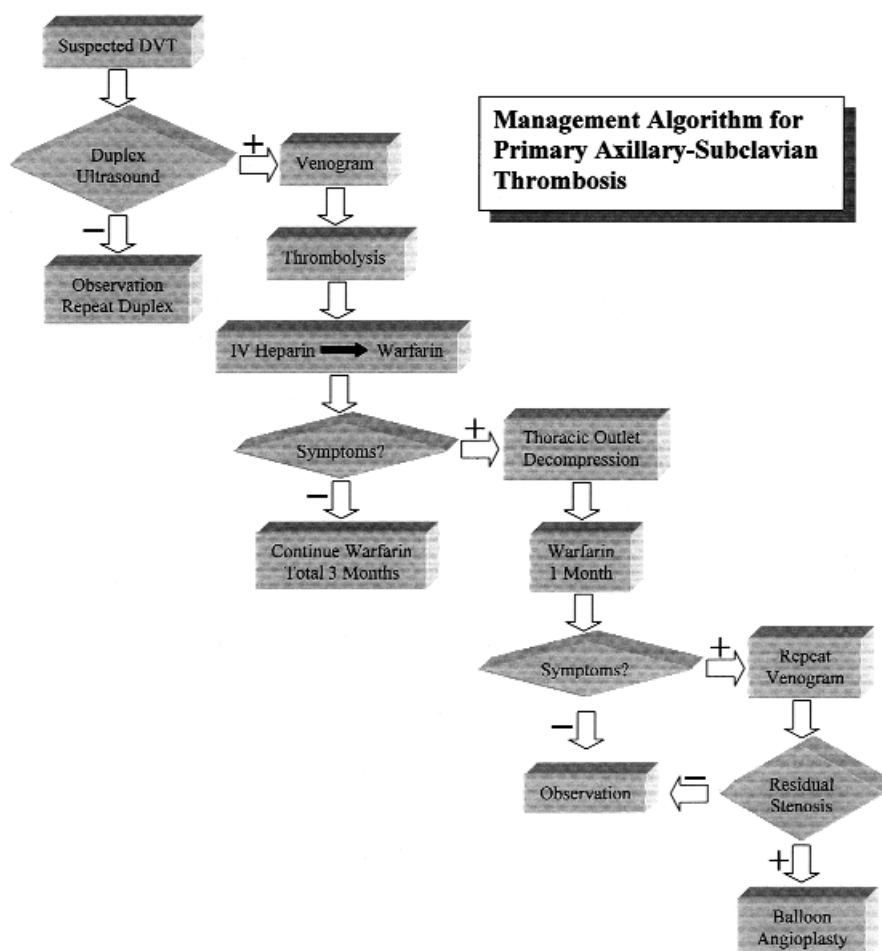 Suspected DVT
Management Algorithm for
Primary Axillary-Subclavian
Thrombosis
Duplex
Ultrasound
+
Venogram
−
Thrombolysis
Observation
Repeat Duplex
IV Heparin → Warfarin
Symptoms?
+
Thoracic Outlet
Decompression
−
Continue Warfarin
Total 3 Months
Warfarin
1 Month
Symptoms?
+
Repeat
Venogram
−
Observation
−
Residual
Stenosis
+
Balloon
Angioplasty